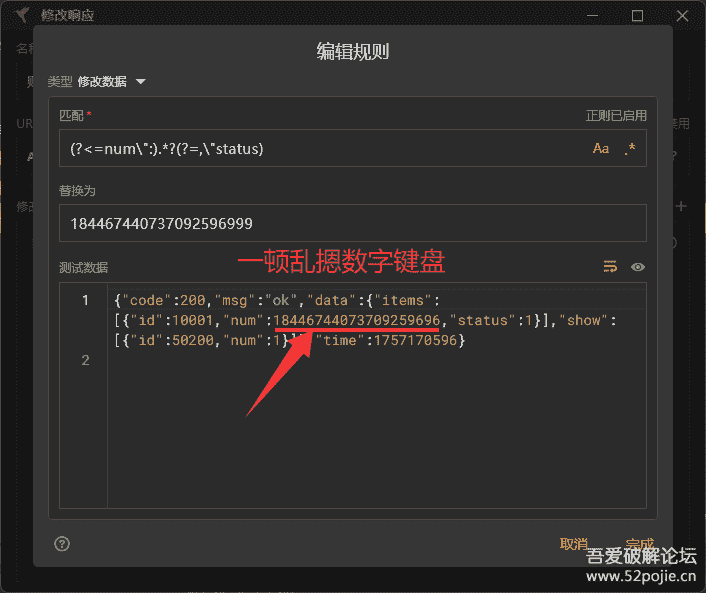 修改响应
编辑规则
类型 修改数据
匹配*
正则已启用
(?<=num\":).*?(?=,\"status)
Aa .*
替换为
184467440737092596999
一顿乱摁数字键盘
测试数据
1 {"code":200,"msg":"ok","data":{"items":
[{"id":10001,"num":18446744073709259696,"status":1}],"show":
[{"id":50200,"num":1}]},"time":1757170596}
2
取消
完成
吾爱破解论坛
www.52pojie.cn